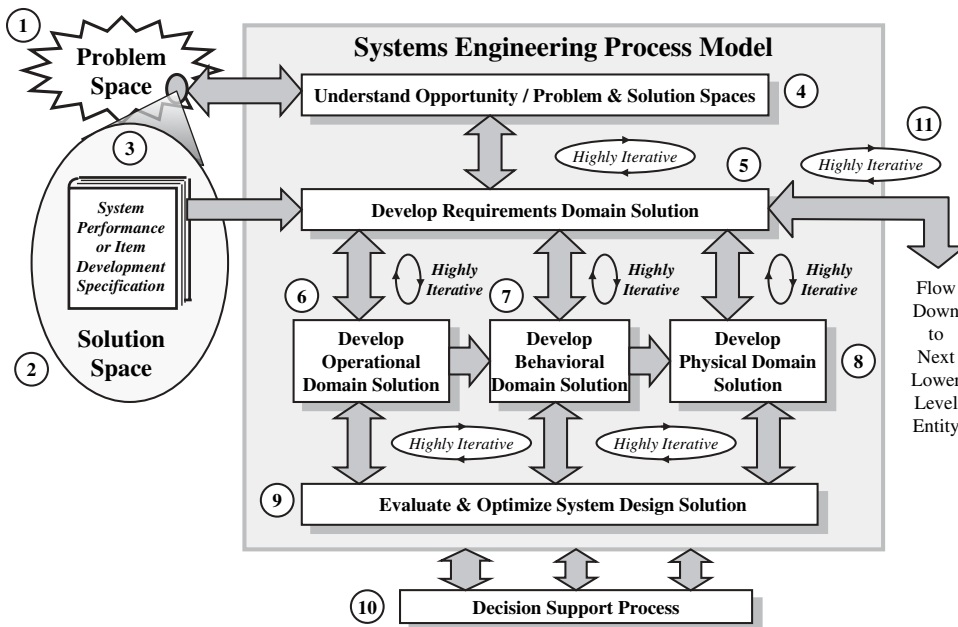 1
Problem
Space
Systems Engineering Process Model
Understand Opportunity / Problem & Solution Spaces
4
3
Highly Iterative
5
11
Highly Iterative
System
Performance
or Item
Development
Specification
Develop Requirements Domain Solution
Solution
Space
2
6
Highly
Iterative
7
Highly
Iterative
Highly
Iterative
Develop
Operational
Domain Solution
Develop
Behavioral
Domain Solution
Develop
Physical Domain
Solution
8
Flow
Down
to
Next
Lower
Level
Entity
Highly Iterative
Highly Iterative
9
Evaluate & Optimize System Design Solution
10
Decision Support Process